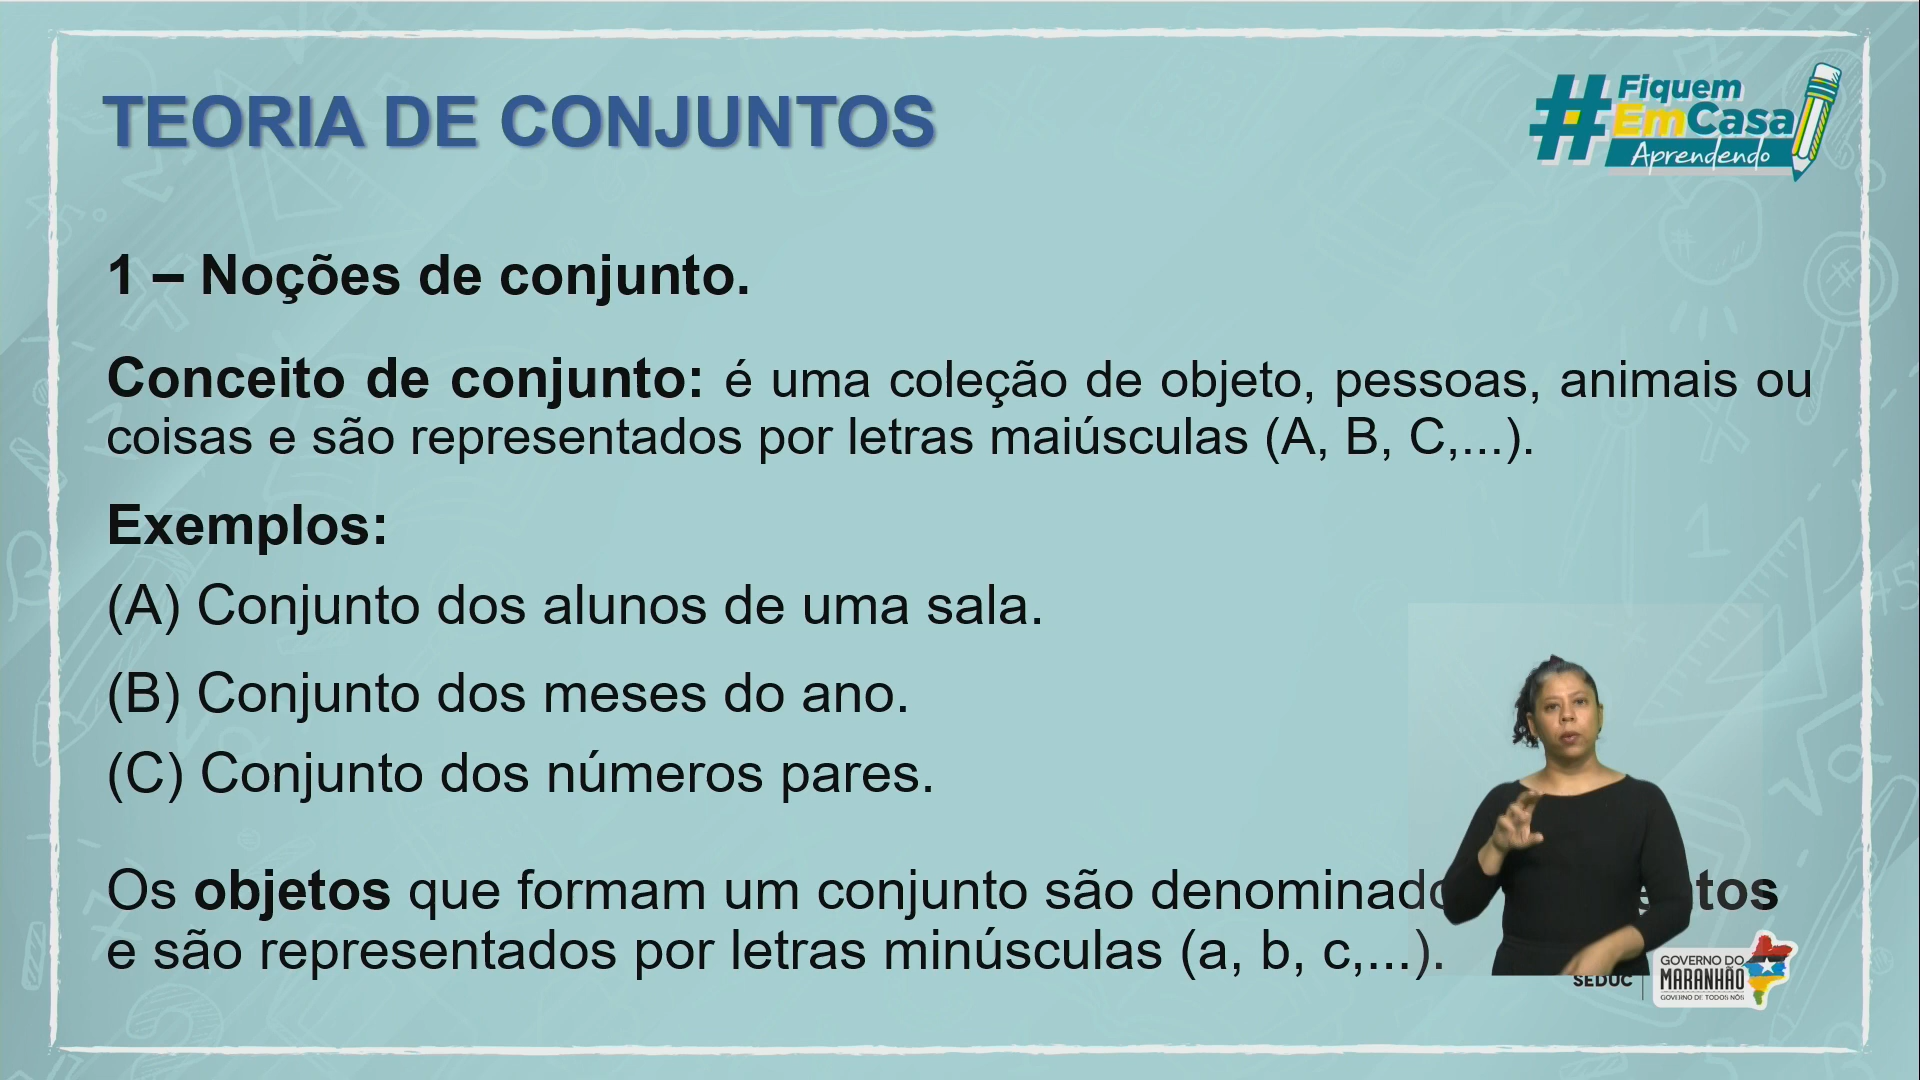 TEORIA DE CONJUNTOS
#Fiquem
EmCasa
Aprendendo
1 – Noções de conjunto.
Conceito de conjunto: é uma coleção de objeto, pessoas, animais ou
coisas e são representados por letras maiúsculas (A, B, C,...).
Exemplos:
(A) Conjunto dos alunos de uma sala.
(B) Conjunto dos meses do ano.
(C) Conjunto dos números pares.
Os objetos que formam um conjunto são
e são representados por letras minúsculas (a, b, c,...).
SEDUC
GOVERNO DO
MARANHÃO
GOVERNO DE TODOS NÓS